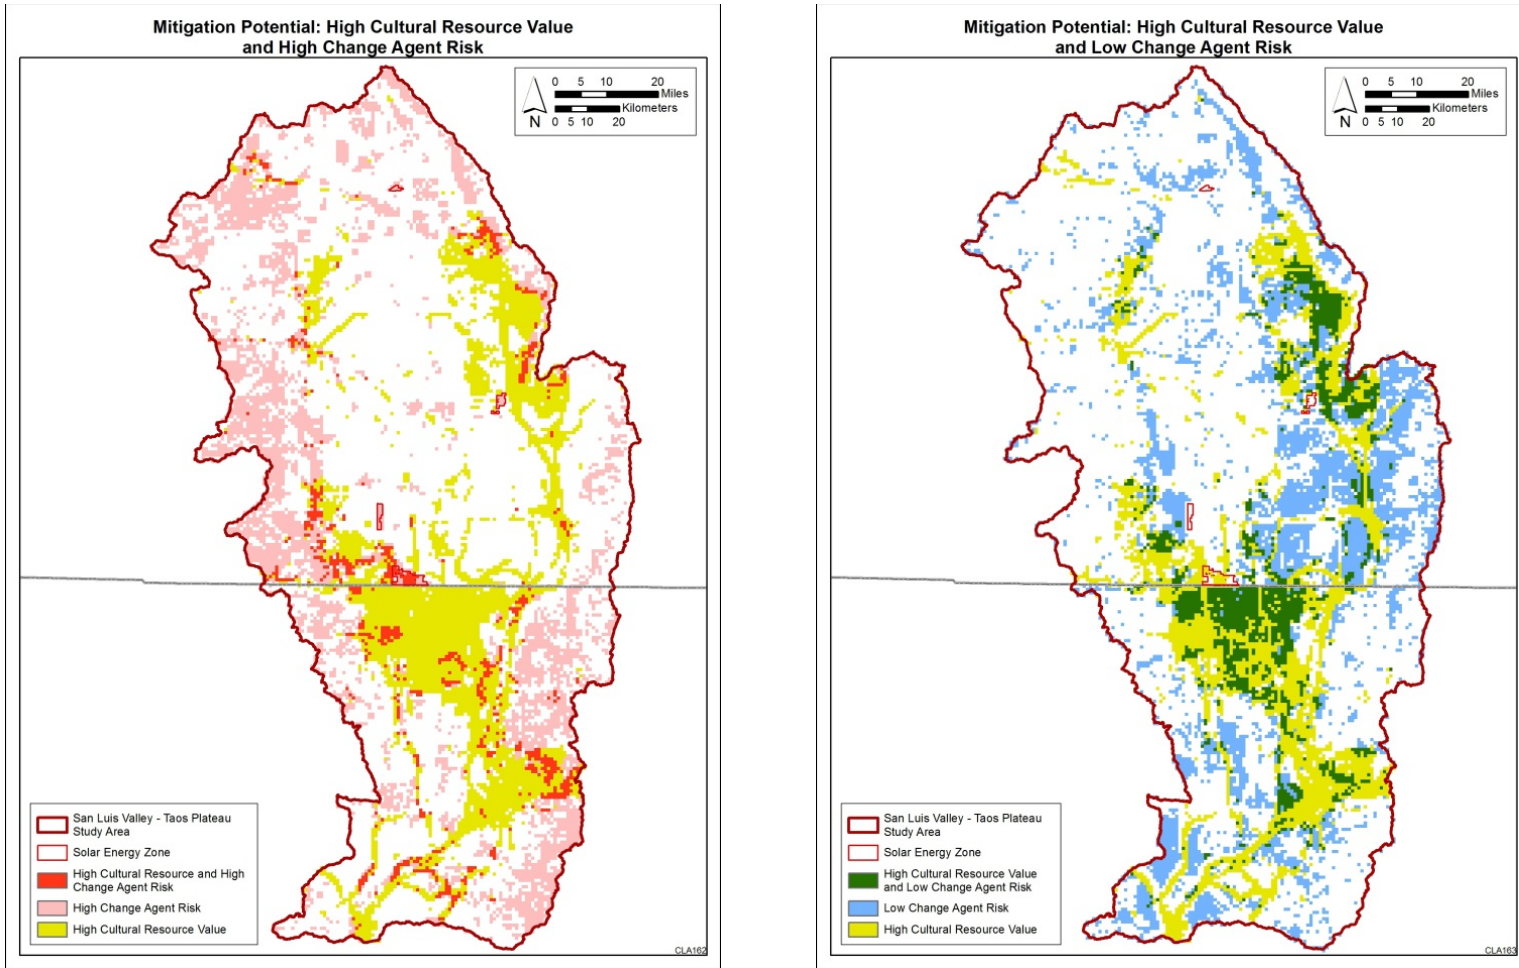 Mitigation Potential: High Cultural Resource Value
and High Change Agent Risk
0 5 10 20
Miles
Kilometers
0 5 10 20
N
San Luis Valley - Taos Plateau
Study Area
Solar Energy Zone
High Cultural Resource and High
Change Agent Risk
High Change Agent Risk
High Cultural Resource Value
CLA162
Mitigation Potential: High Cultural Resource Value
and Low Change Agent Risk
0 5 10 20
Miles
Kilometers
0 5 10 20
N
San Luis Valley - Taos Plateau
Study Area
Solar Energy Zone
High Cultural Resource Value
and Low Change Agent Risk
Low Change Agent Risk
High Cultural Resource Value
CLA163